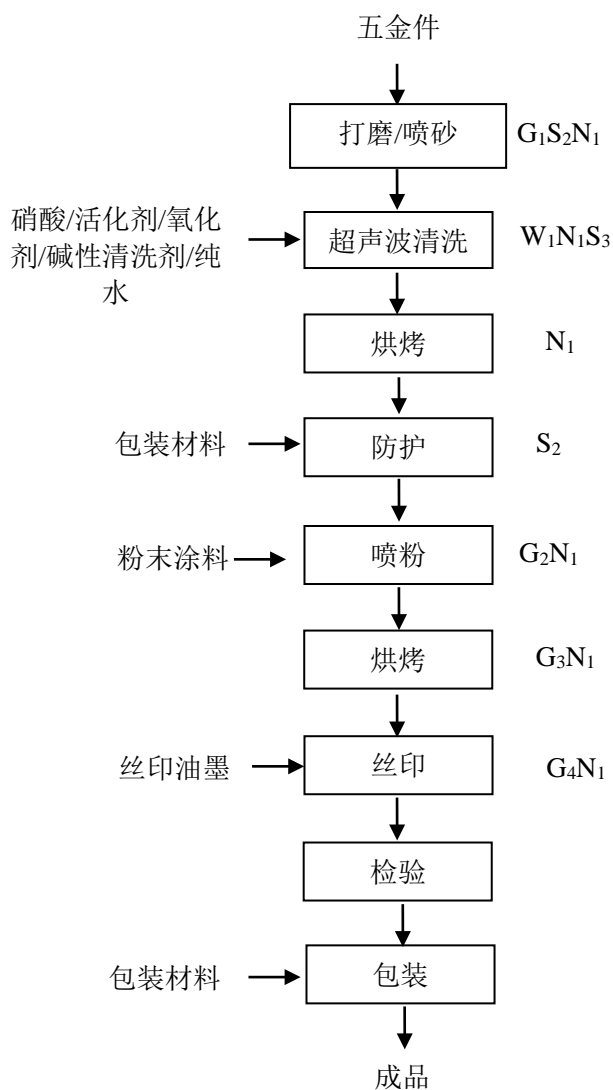 五金件
打磨/喷砂
G₁S₂N₁
硝酸/活化剂/氧化
剂/碱性清洗剂/纯
水
超声波清洗
W₁N₁S₃
烘烤
N₁
包装材料
防护
S₂
粉末涂料
喷粉
G₂N₁
烘烤
G₃N₁
丝印油墨
丝印
G₄N₁
检验
包装材料
包装
成品